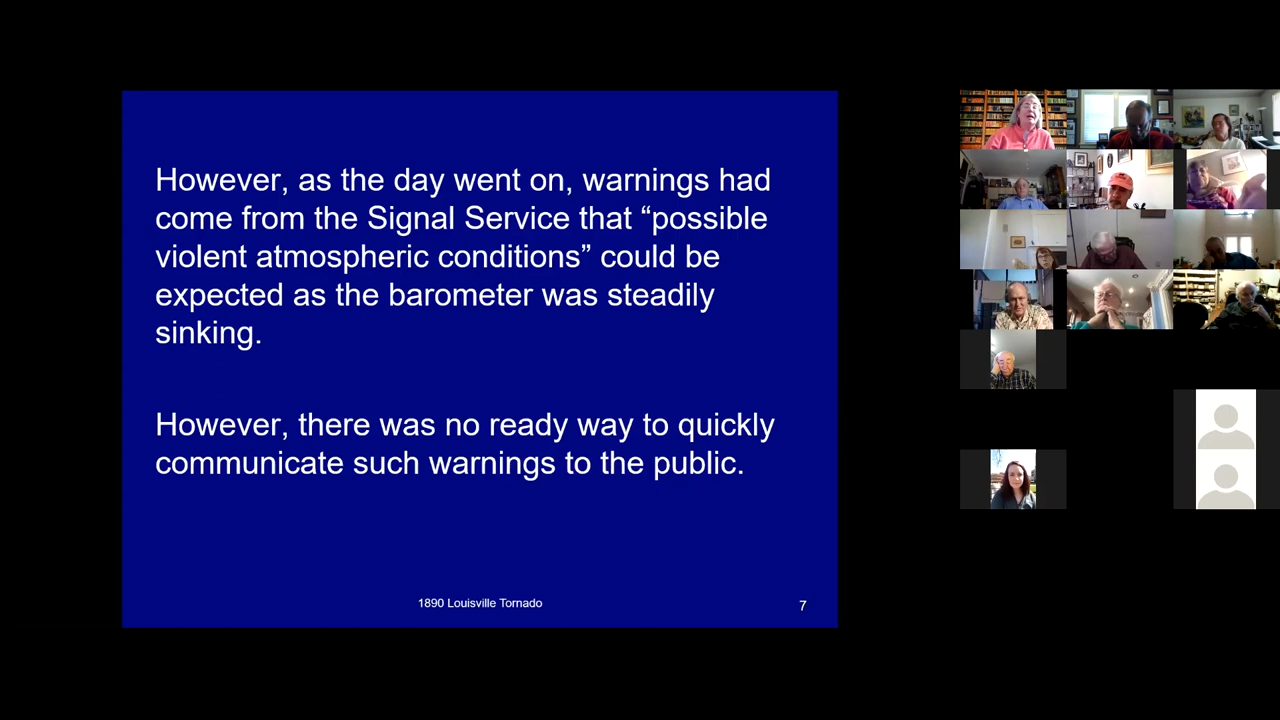 However, as the day went on, warnings had
come from the Signal Service that “possible
violent atmospheric conditions” could be
expected as the barometer was steadily
sinking.
However, there was no ready way to quickly
communicate such warnings to the public.
1890 Louisville Tornado
7